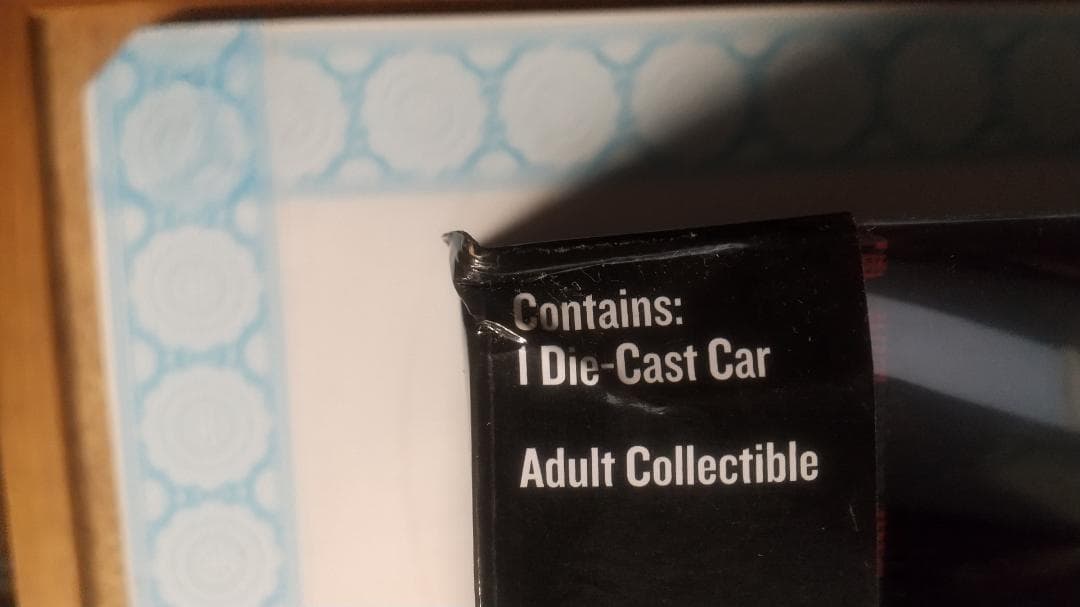 Contains:
1 Die-Cast Car
Adult Collectible